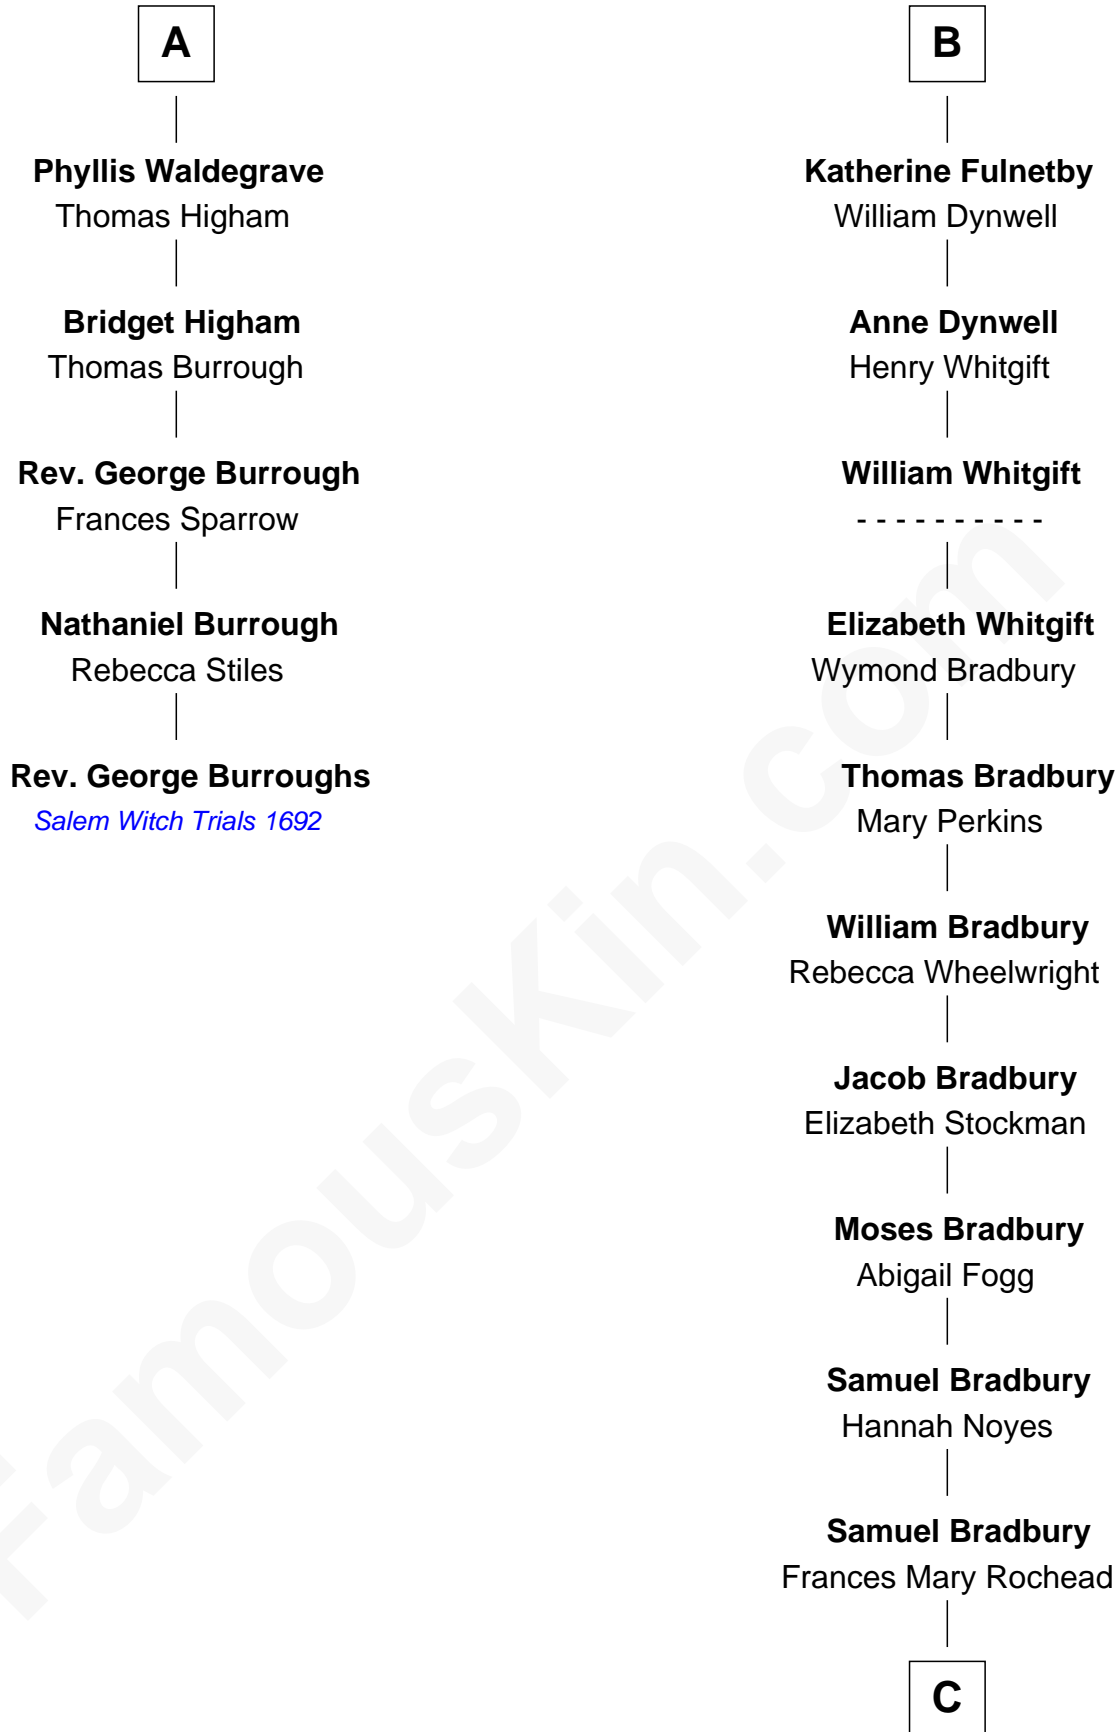 A
Phyllis Waldegrave
Thomas Higham
Bridget Higham
Thomas Burrough
Rev. George Burrough
Frances Sparrow
Nathaniel Burrough
Rebecca Stiles
Rev. George Burroughs
Salem Witch Trials 1692
B
Katherine Fulnetby
William Dynwell
Anne Dynwell
Henry Whitgift
William Whitgift
- - - - - - - - - -
Elizabeth Whitgift
Wymond Bradbury
Thomas Bradbury
Mary Perkins
William Bradbury
Rebecca Wheelwright
Jacob Bradbury
Elizabeth Stockman
Moses Bradbury
Abigail Fogg
Samuel Bradbury
Hannah Noyes
Samuel Bradbury
Frances Mary Rochead
C
FamousKin.com